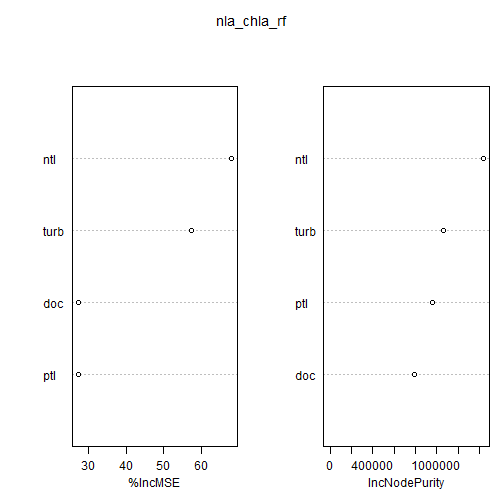 nla_chla_rf
ntl
turb
doc
ptl
30 40 50 60
%IncMSE
ntl
turb
ptl
doc
0 400000 1000000
IncNodePurity